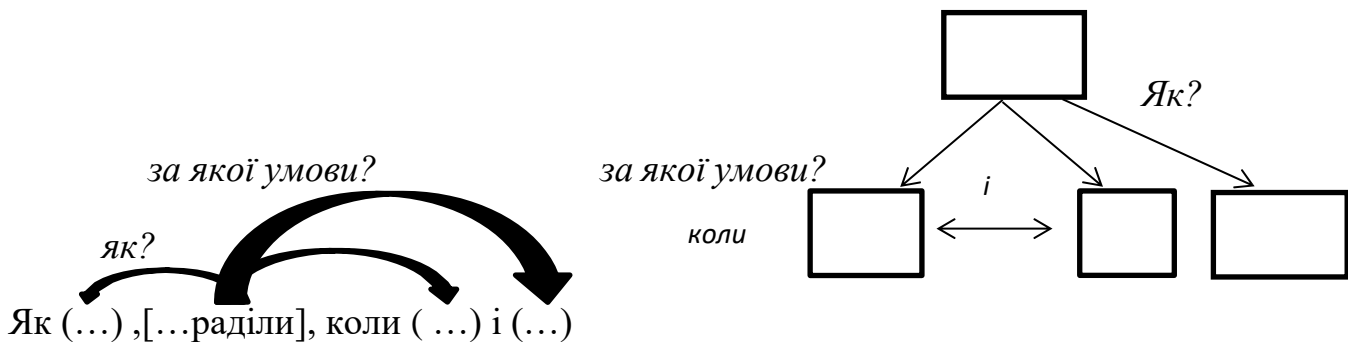 Як?
за якої умови?
за якої умови?
і
коли
як?
Як (…) ,[…раділи], коли ( …) і (…)